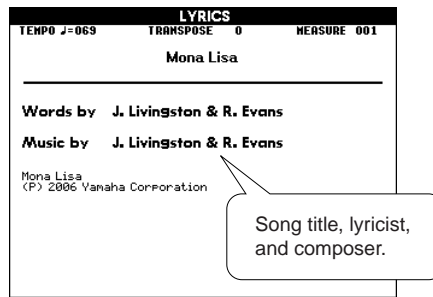 LYRICS
TEMPO ♩=069 TRANSPOSE 0 MEASURE 001
Mona Lisa
Words by J. Livingston & R. Evans
Music by J. Livingston & R. Evans
Mona Lisa
(P) 2006 Yamaha Corporation
Song title, lyricist,
and composer.